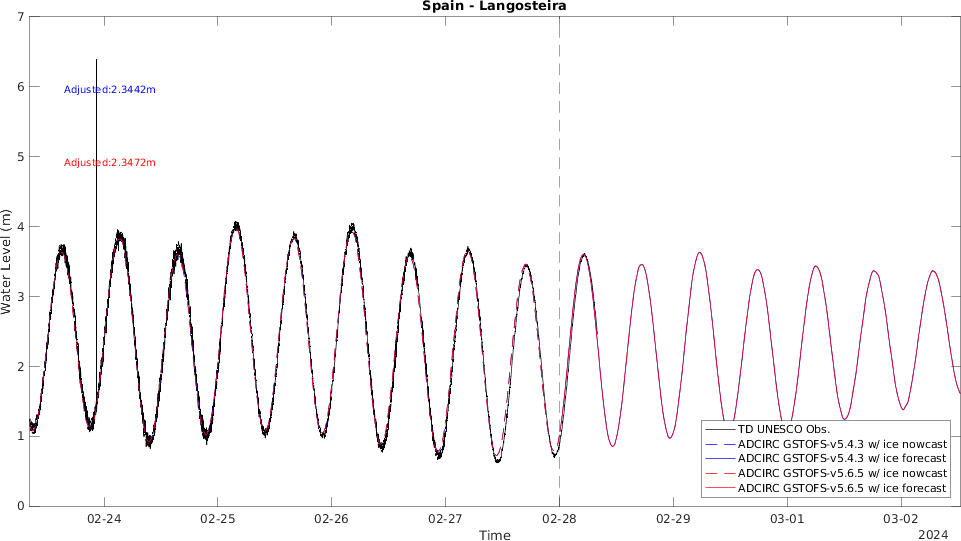 Spain - Langosteira
7
6
5
4
3
2
1
0
Water Level (m)
Adjusted:2.3442m
Adjusted:2.3472m
TD UNESCO Obs.
ADCIRC GSTOFS-v5.4.3 w/ ice nowcast
ADCIRC GSTOFS-v5.4.3 w/ ice forecast
ADCIRC GSTOFS-v5.6.5 w/ ice nowcast
ADCIRC GSTOFS-v5.6.5 w/ ice forecast
02-24 02-25 02-26 02-27 02-28 02-29 03-01 03-02
Time
2024